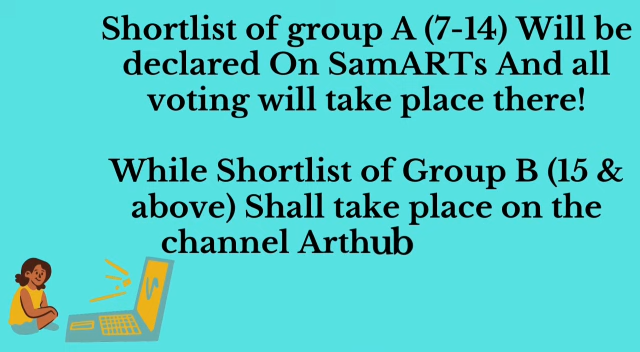 Shortlist of group A (7-14) Will be
declared On SamARTs And all
voting will take place there!
While Shortlist of Group B (15 &
above) Shall take place on the
channel Arthub